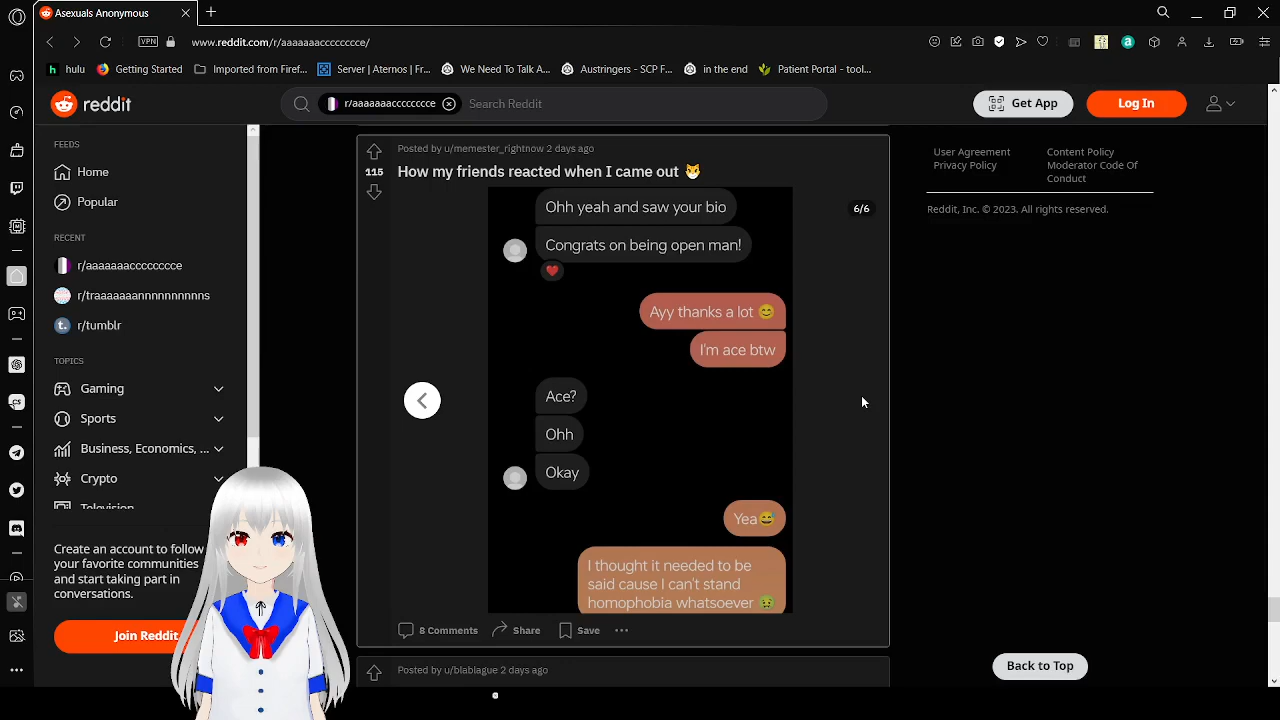 Asexuals Anonymous
VPN
www.reddit.com/r/aaaaaaacccccccce/
hulu
Getting Started
Imported from Firef...
Server | Aternos | Fr...
We Need To Talk A...
Austringers - SCP F...
in the end
Patient Portal - tool...
reddit
r/aaaaaaacccccccce
Search Reddit
Get App
Log In
FEEDS
Home
Popular
RECENT
r/aaaaaaacccccccce
r/traaaaaaannnnnnnnnns
r/tumblr
TOPICS
Gaming
Sports
Business, Economics, ...
Crypto
Television
Create an account to follow
your favorite communities
and start taking part in
conversations.
Join Reddit
Posted by u/memester_rightnow 2 days ago
115
How my friends reacted when I came out 🐱
6/6
Ohh yeah and saw your bio
Congrats on being open man!
❤️
Ayy thanks a lot 😊
I'm ace btw
Ace?
Ohh
Okay
Yea😅
I thought it needed to be
said cause I can't stand
homophobia whatsoever 🤢
8 Comments
Share
Save
Posted by u/blablague 2 days ago
User Agreement
Privacy Policy
Content Policy
Moderator Code Of
Conduct
Reddit, Inc. © 2023. All rights reserved.
Back to Top